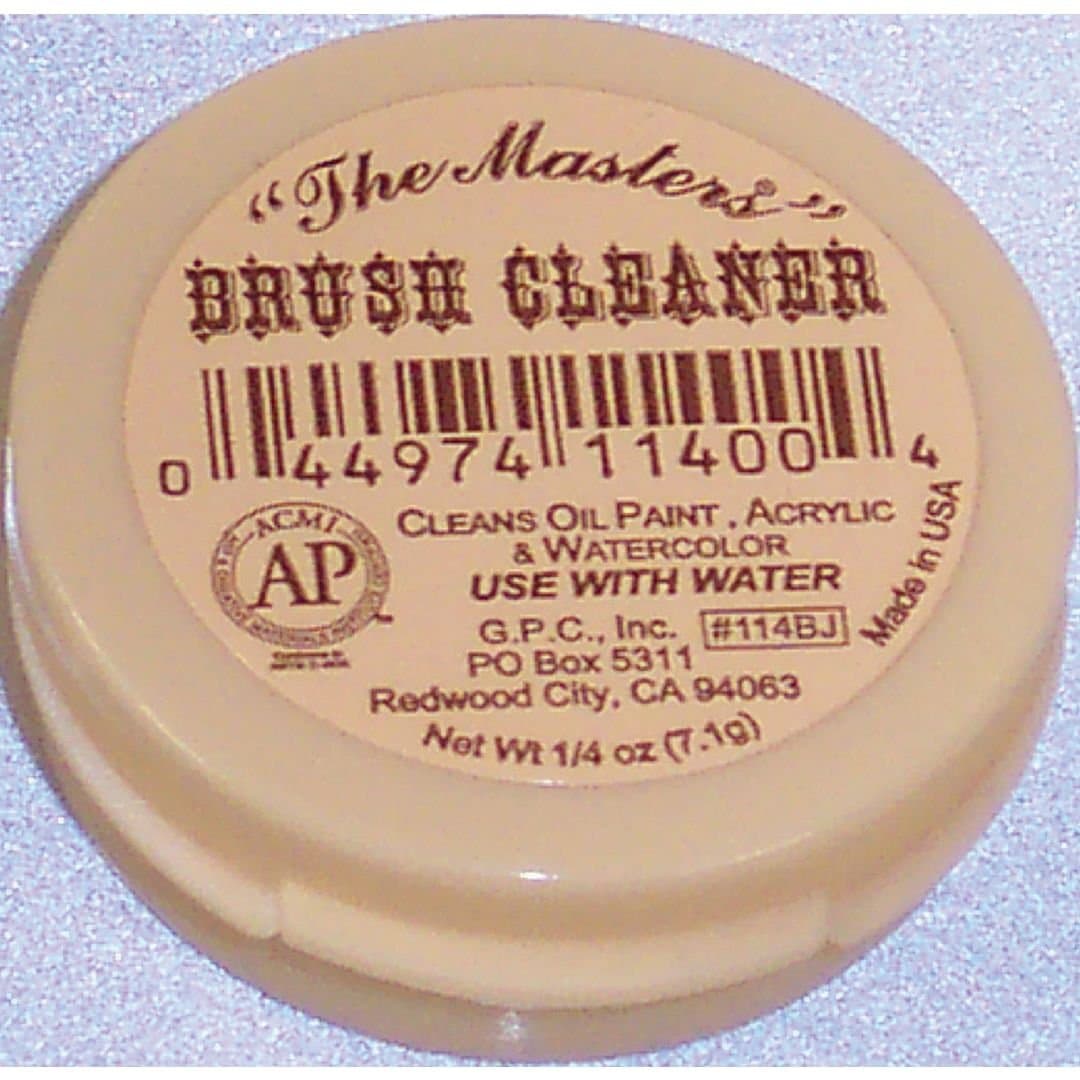 "The Masters®"
BRUSH CLEANER
0 44974 11400 4
ACMI
AP
CLEANS OIL PAINT, ACRYLIC
& WATERCOLOR
USE WITH WATER
G.P.C., Inc. #114BJ
PO Box 5311
Redwood City, CA 94063
Net Wt 1/4 oz (7.1g)
Made in USA